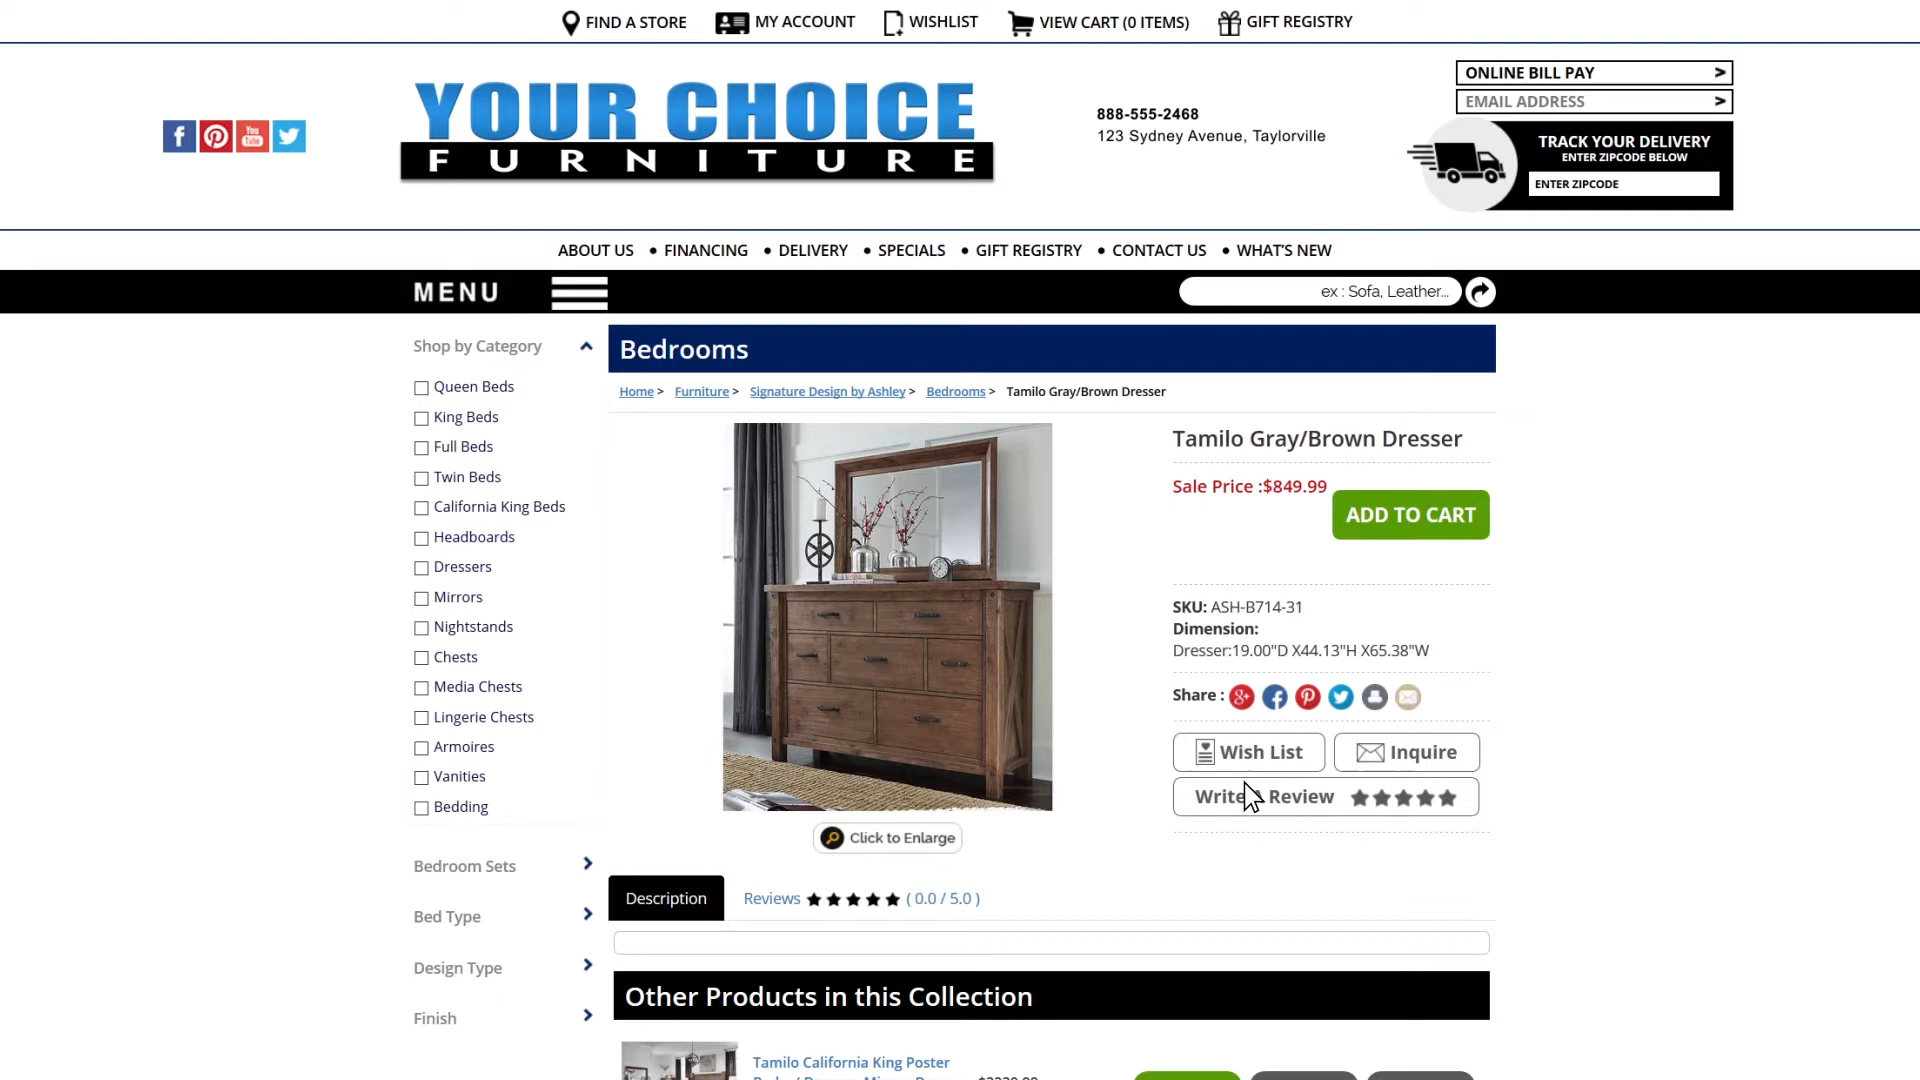 FIND A STORE MY ACCOUNT WISHLIST VIEW CART (0 ITEMS) GIFT REGISTRY
YOUR CHOICE
FURNITURE
888-555-2468
123 Sydney Avenue, Taylorville
ONLINE BILL PAY >
EMAIL ADDRESS >
TRACK YOUR DELIVERY
ENTER ZIPCODE BELOW
ENTER ZIPCODE
You
Tube
ABOUT US • FINANCING • DELIVERY • SPECIALS • GIFT REGISTRY • CONTACT US • WHAT'S NEW
MENU
ex : Sofa, Leather...
Shop by Category
Queen Beds
King Beds
Full Beds
Twin Beds
California King Beds
Headboards
Dressers
Mirrors
Nightstands
Chests
Media Chests
Lingerie Chests
Armoires
Vanities
Bedding
Bedroom Sets
Bed Type
Design Type
Finish
Bedrooms
Home > Furniture > Signature Design by Ashley > Bedrooms > Tamilo Gray/Brown Dresser
Tamilo Gray/Brown Dresser
Sale Price :$849.99
ADD TO CART
SKU: ASH-B714-31
Dimension:
Dresser:19.00"D X44.13"H X65.38"W
Share :
Wish List
Inquire
Write Review
Click to Enlarge
Description
Reviews ★★★★★ ( 0.0 / 5.0 )
Other Products in this Collection
Tamilo California King Poster